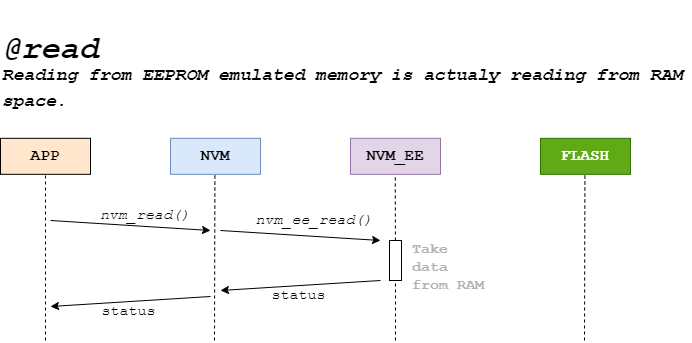 @read
Reading from EEPROM emulated memory is actualy reading from RAM
space.
APP
NVM
NVM_EE
FLASH
nvm_read()
nvm_ee_read()
Take
data
from RAM
status
status